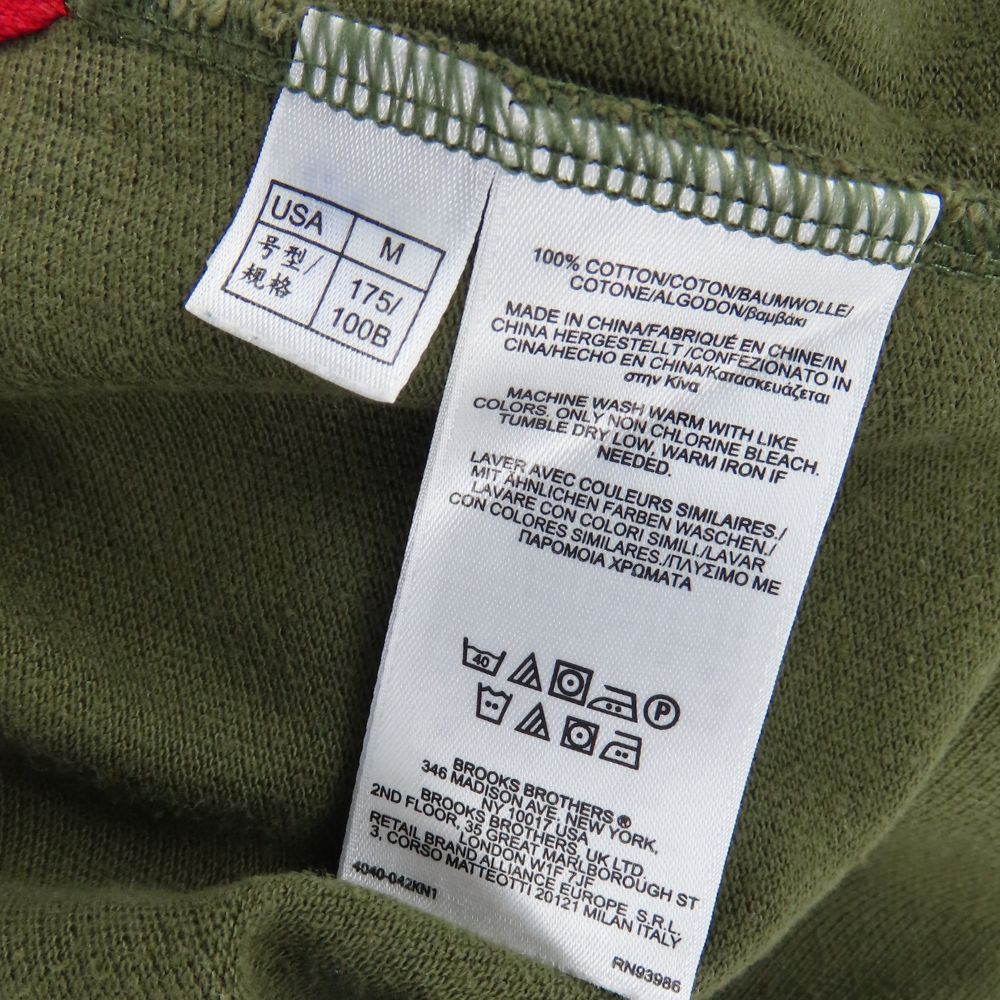 USA M
号型/规格 175/100B
100% COTTON/COTON/BAUMWOLLE/
COTONE/ALGODON/βαμβάκι
MADE IN CHINA/FABRIQUÉ EN CHINE/IN
CHINA HERGESTELLT /CONFEZIONATO IN
CINA/HECHO EN CHINA/Κατασκευάζεται
στην Κίνα
MACHINE WASH WARM WITH LIKE
COLORS. ONLY NON CHLORINE BLEACH.
TUMBLE DRY LOW, WARM IRON IF
NEEDED.
LAVER AVEC COULEURS SIMILAIRES./
MIT ÄHNLICHEN FARBEN WASCHEN./
LAVARE CON COLORI SIMILI./LAVAR
CON COLORES SIMILARES./ΠΛΥΣΙΜΟ ΜΕ
ΠΑΡΟΜΟΙΑ ΧΡΩΜΑΤΑ
40 P
BROOKS BROTHERS ®
346 MADISON AVE, NEW YORK.
NY 10017 USA
BROOKS BROTHERS, UK LTD.
2ND FLOOR, 35 GREAT MARLBOROUGH ST
LONDON W1F 7JF
RETAIL BRAND ALLIANCE EUROPE, S.R.L.
3, CORSO MATTEOTTI 20121 MILAN ITALY
4040-042KN1
RN93986